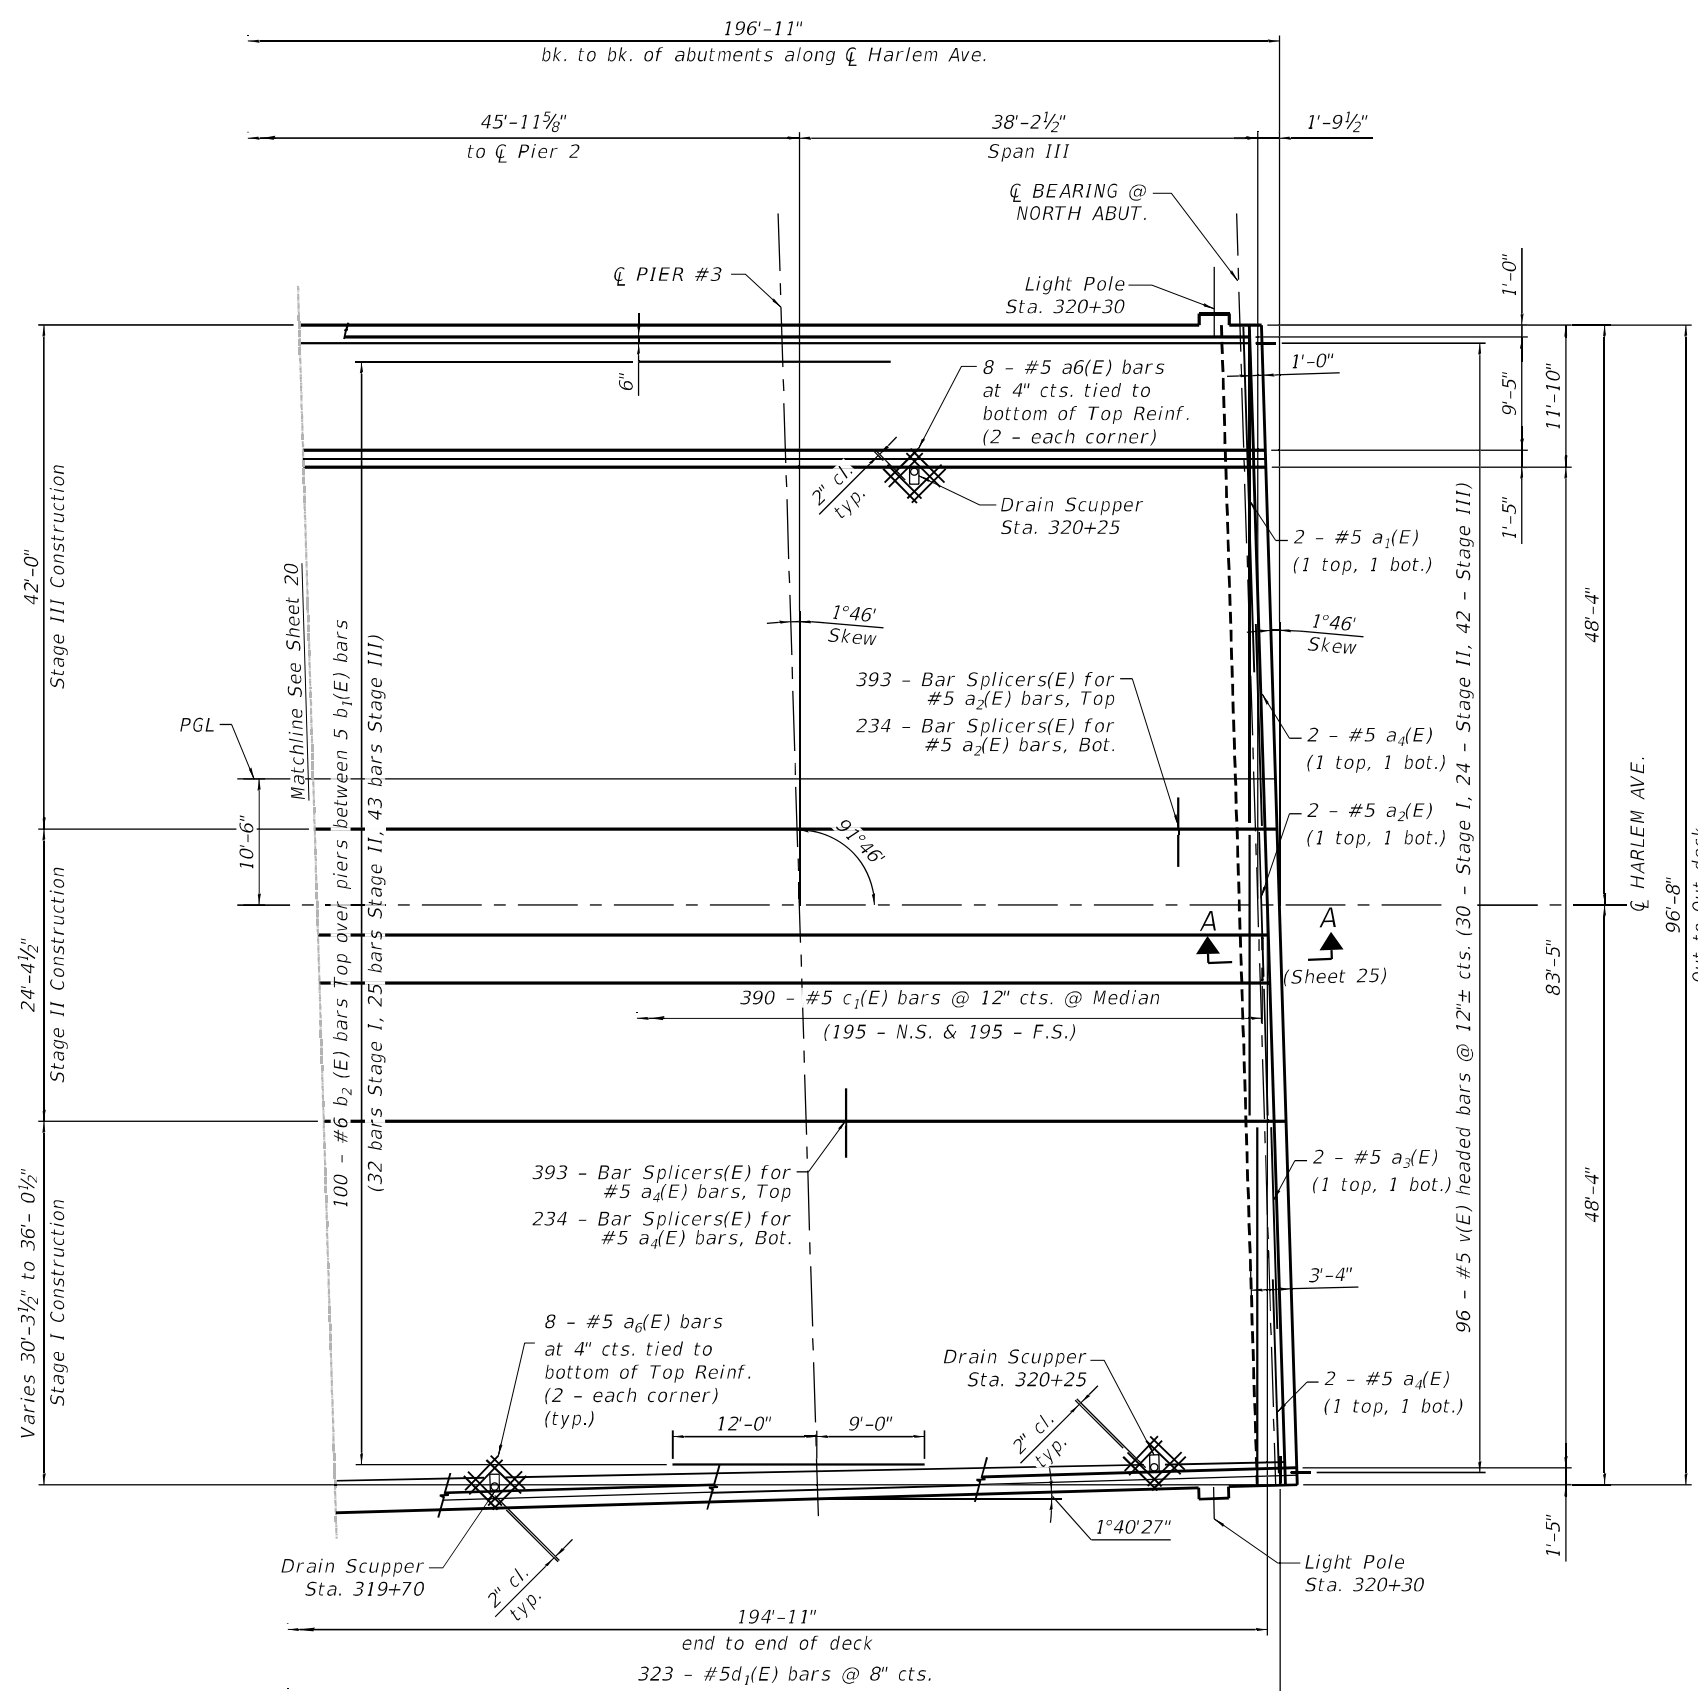 196'-11"
bk. to bk. of abutments along ℄ Harlem Ave.
45'-11⅝"
to ℄ Pier 2
38'-2½"
Span III
1'-9½"
℄ BEARING @
NORTH ABUT.
℄ PIER #3
Light Pole
Sta. 320+30
1'-0"
6"
8 - #5 a6(E) bars
at 4" cts. tied to
bottom of Top Reinf.
(2 - each corner)
1'-0"
9'-5"
11'-10"
1'-5"
2" cl.
typ.
Drain Scupper
Sta. 320+25
2 - #5 a1(E)
(1 top, 1 bot.)
42'-0"
Stage III Construction
Matchline See Sheet 20
1°46'
Skew
1°46'
Skew
48'-4"
393 - Bar Splicers(E) for
#5 a2(E) bars, Top
234 - Bar Splicers(E) for
#5 a2(E) bars, Bot.
PGL
2 - #5 a4(E)
(1 top, 1 bot.)
2 - #5 a2(E)
(1 top, 1 bot.)
10'-6"
91°46'
100 - #6 b2 (E) bars Top over piers between 5 b1(E) bars
(32 bars Stage I, 25 bars Stage II, 43 bars Stage III)
96 - #5 v(E) headed bars @ 12"± cts. (30 - Stage I, 24 - Stage II, 42 - Stage III)
℄ HARLEM AVE.
96'-8"
Out to Out deck
A
A
(Sheet 25)
24'-4½"
Stage II Construction
83'-5"
390 - #5 c1(E) bars @ 12" cts. @ Median
(195 - N.S. & 195 - F.S.)
393 - Bar Splicers(E) for
#5 a4(E) bars, Top
234 - Bar Splicers(E) for
#5 a4(E) bars, Bot.
2 - #5 a3(E)
(1 top, 1 bot.)
48'-4"
Varies 30'-3½" to 36'- 0½"
Stage I Construction
3'-4"
8 - #5 a6(E) bars
at 4" cts. tied to
bottom of Top Reinf.
(2 - each corner)
(typ.)
Drain Scupper
Sta. 320+25
2 - #5 a4(E)
(1 top, 1 bot.)
12'-0"
9'-0"
2" cl.
typ.
1°40'27"
1'-5"
Drain Scupper
Sta. 319+70
2" cl.
typ.
Light Pole
Sta. 320+30
194'-11"
end to end of deck
323 - #5d1(E) bars @ 8" cts.